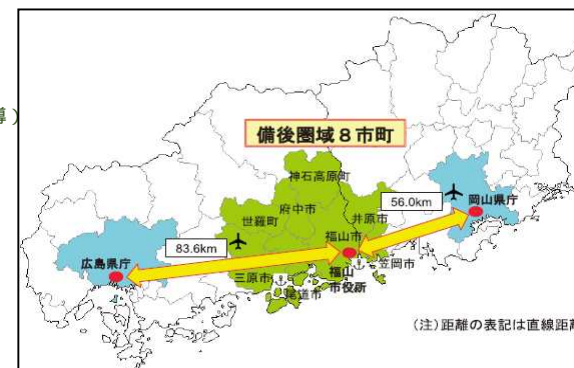 導）
備後圏域８市町
神石高原町
56.0km
岡山県庁
府中市
井原市
世羅町
83.6km
福山市
広島県庁
笠岡市
福山
市役所
三原市
尾道市
(注)距離の表記は直線距離